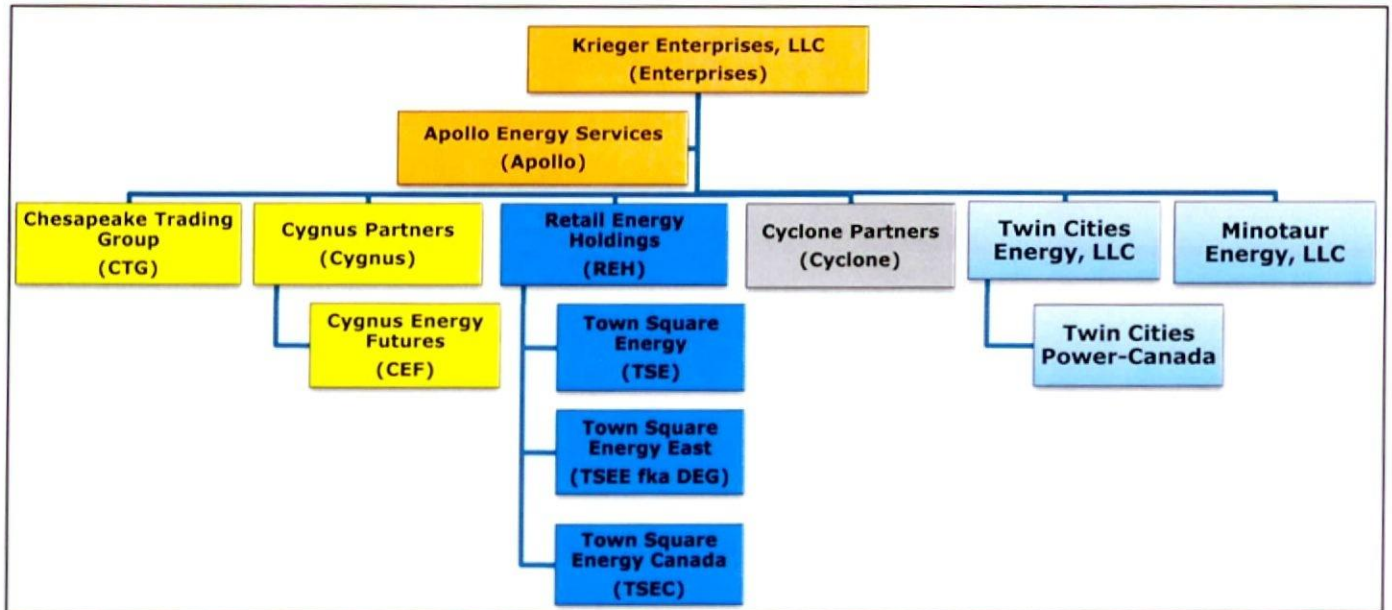 Krieger Enterprises, LLC
(Enterprises)
Apollo Energy Services
(Apollo)
Chesapeake Trading
Group
(CTG)
Cygnus Partners
(Cygnus)
Retail Energy
Holdings
(REH)
Cyclone Partners
(Cyclone)
Twin Cities
Energy, LLC
Minotaur
Energy, LLC
Cygnus Energy
Futures
(CEF)
Town Square
Energy
(TSE)
Twin Cities
Power-Canada
Town Square
Energy East
(TSEE fka DEG)
Town Square
Energy Canada
(TSEC)